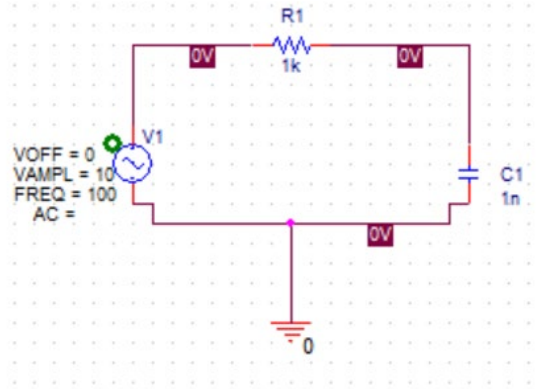 R1
0V
0V
1k
V1
VOFF = 0
VAMPL = 10
FREQ = 100
AC =
C1
1n
0V
0